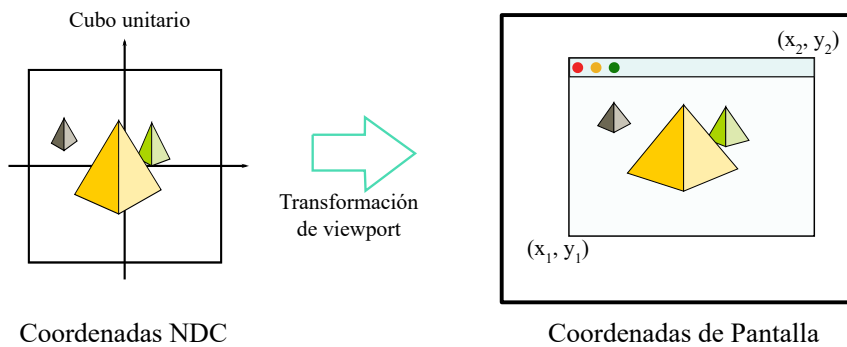 Cubo unitario
(x2, y2)
Transformación
de viewport
(x1, y1)
Coordenadas NDC
Coordenadas de Pantalla